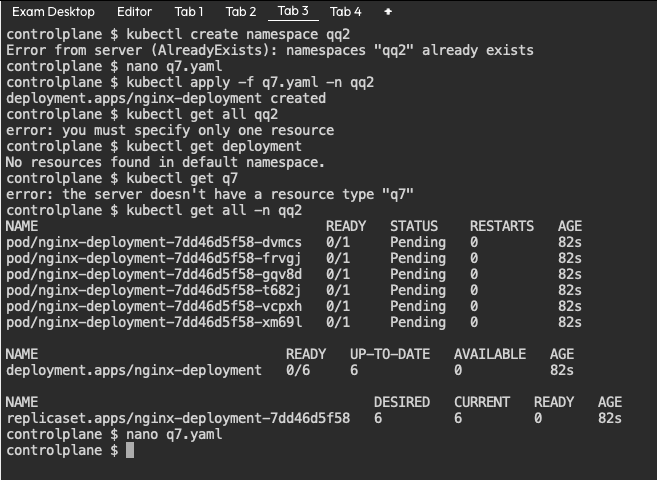 Exam Desktop Editor Tab 1 Tab 2 Tab 3 Tab 4 +
controlplane $ kubectl create namespace qq2
Error from server (AlreadyExists): namespaces "qq2" already exists
controlplane $ nano q7.yaml
controlplane $ kubectl apply -f q7.yaml -n qq2
deployment.apps/nginx-deployment created
controlplane $ kubectl get all qq2
error: you must specify only one resource
controlplane $ kubectl get deployment
No resources found in default namespace.
controlplane $ kubectl get q7
error: the server doesn't have a resource type "q7"
controlplane $ kubectl get all -n qq2
NAME READY STATUS RESTARTS AGE
pod/nginx-deployment-7dd46d5f58-dvmcs 0/1 Pending 0 82s
pod/nginx-deployment-7dd46d5f58-frvgj 0/1 Pending 0 82s
pod/nginx-deployment-7dd46d5f58-gqv8d 0/1 Pending 0 82s
pod/nginx-deployment-7dd46d5f58-t682j 0/1 Pending 0 82s
pod/nginx-deployment-7dd46d5f58-vcpxh 0/1 Pending 0 82s
pod/nginx-deployment-7dd46d5f58-xm69l 0/1 Pending 0 82s
NAME READY UP-TO-DATE AVAILABLE AGE
deployment.apps/nginx-deployment 0/6 6 0 82s
NAME DESIRED CURRENT READY AGE
replicaset.apps/nginx-deployment-7dd46d5f58 6 6 0 82s
controlplane $ nano q7.yaml
controlplane $